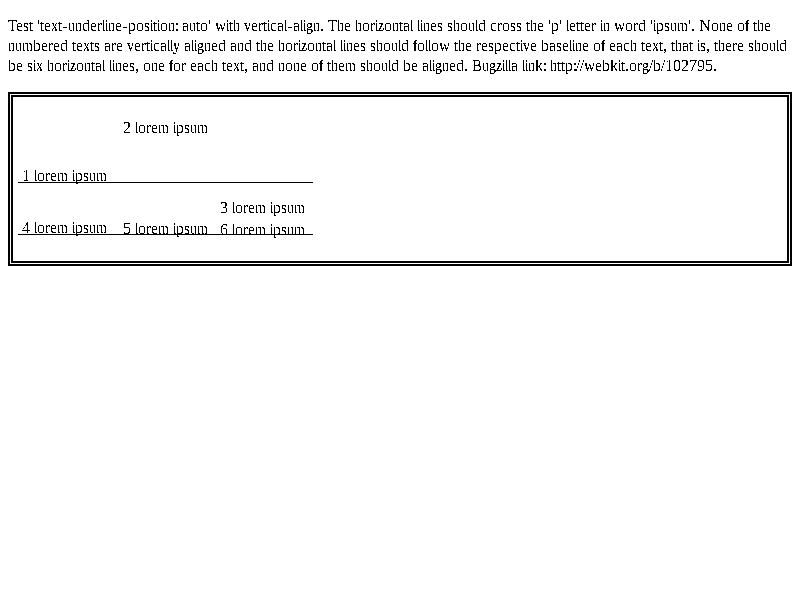 Test 'text-underline-position: auto' with vertical-align. The horizontal lines should cross the 'p' letter in word 'ipsum'. None of the
numbered texts are vertically aligned and the horizontal lines should follow the respective baseline of each text, that is, there should
be six horizontal lines, one for each text, and none of them should be aligned. Bugzilla link: http://webkit.org/b/102795.
2 lorem ipsum
1 lorem ipsum
3 lorem ipsum
4 lorem ipsum 5 lorem ipsum 6 lorem ipsum